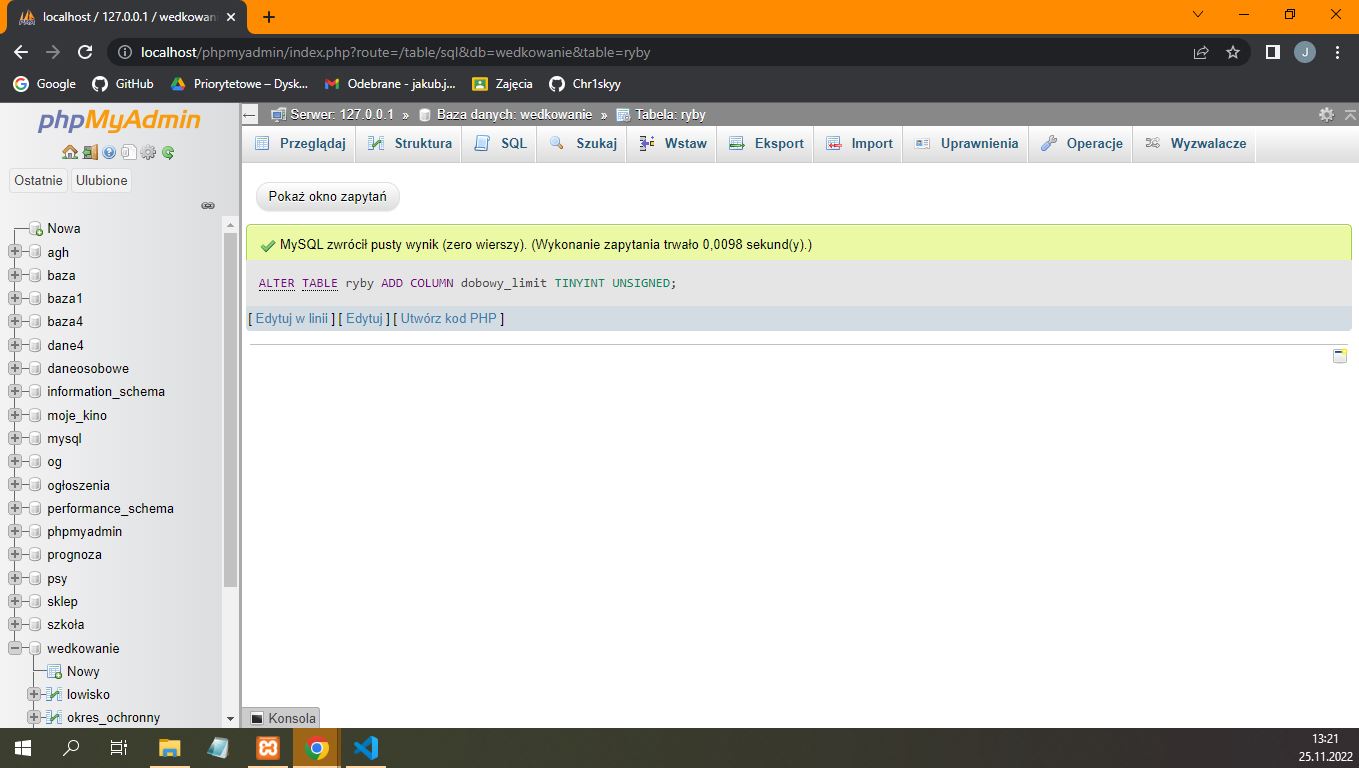 localhost / 127.0.0.1 / wedkowani
localhost/phpmyadmin/index.php?route=/table/sql&db=wedkowanie&table=ryby
J
Google GitHub Priorytetowe – Dysk... Odebrane - jakub.j... Zajęcia Chr1skyy
phpMyAdmin
Ostatnie Ulubione
Nowa
agh
baza
baza1
baza4
dane4
daneosobowe
information_schema
moje_kino
mysql
og
ogłoszenia
performance_schema
phpmyadmin
prognoza
psy
sklep
szkoła
wedkowanie
Nowy
lowisko
okres_ochronny
Serwer: 127.0.0.1 » Baza danych: wedkowanie » Tabela: ryby
Przeglądaj Struktura SQL Szukaj Wstaw Eksport Import Uprawnienia Operacje Wyzwalacze
Pokaż okno zapytań
MySQL zwrócił pusty wynik (zero wierszy). (Wykonanie zapytania trwało 0,0098 sekund(y).)
ALTER TABLE ryby ADD COLUMN dobowy_limit TINYINT UNSIGNED;
[ Edytuj w linii ] [ Edytuj ] [ Utwórz kod PHP ]
Konsola
13:21
25.11.2022